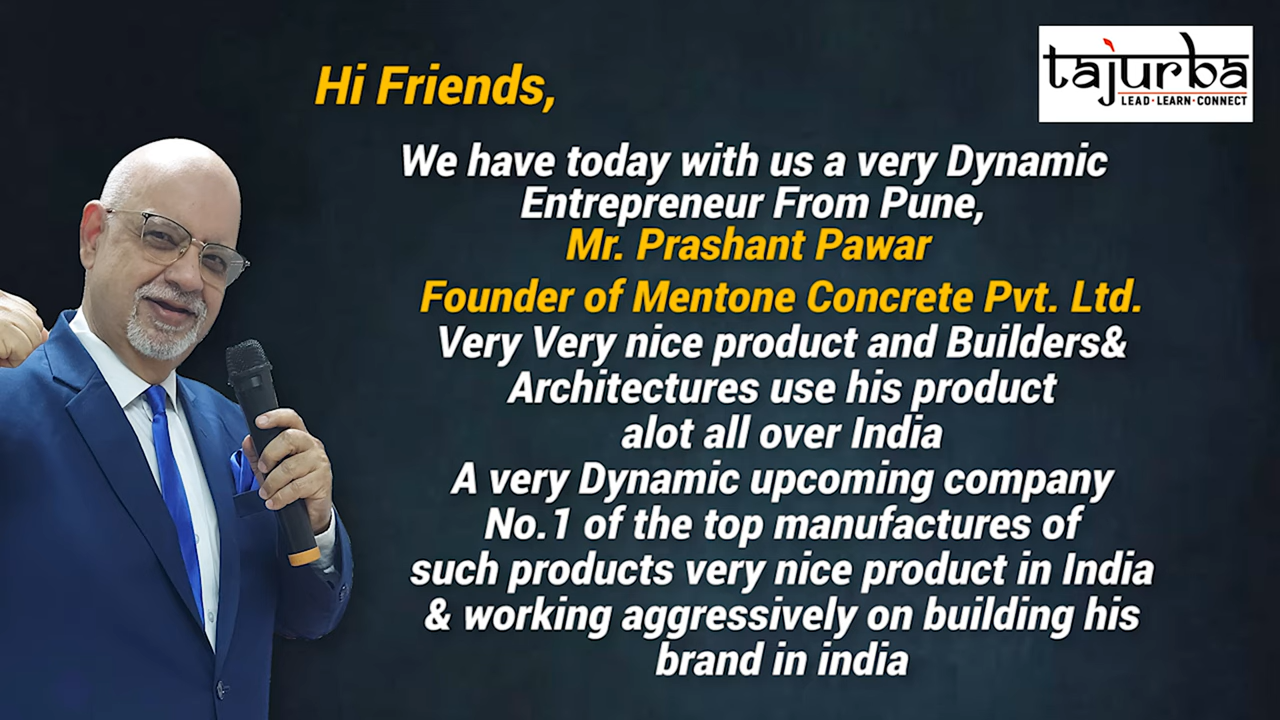 Hi Friends,
tajurba
LEAD·LEARN·CONNECT
We have today with us a very Dynamic
Entrepreneur From Pune,
Mr. Prashant Pawar
Founder of Mentone Concrete Pvt. Ltd.
Very Very nice product and Builders&
Architectures use his product
alot all over India
A very Dynamic upcoming company
No.1 of the top manufactures of
such products very nice product in India
& working aggressively on building his
brand in india